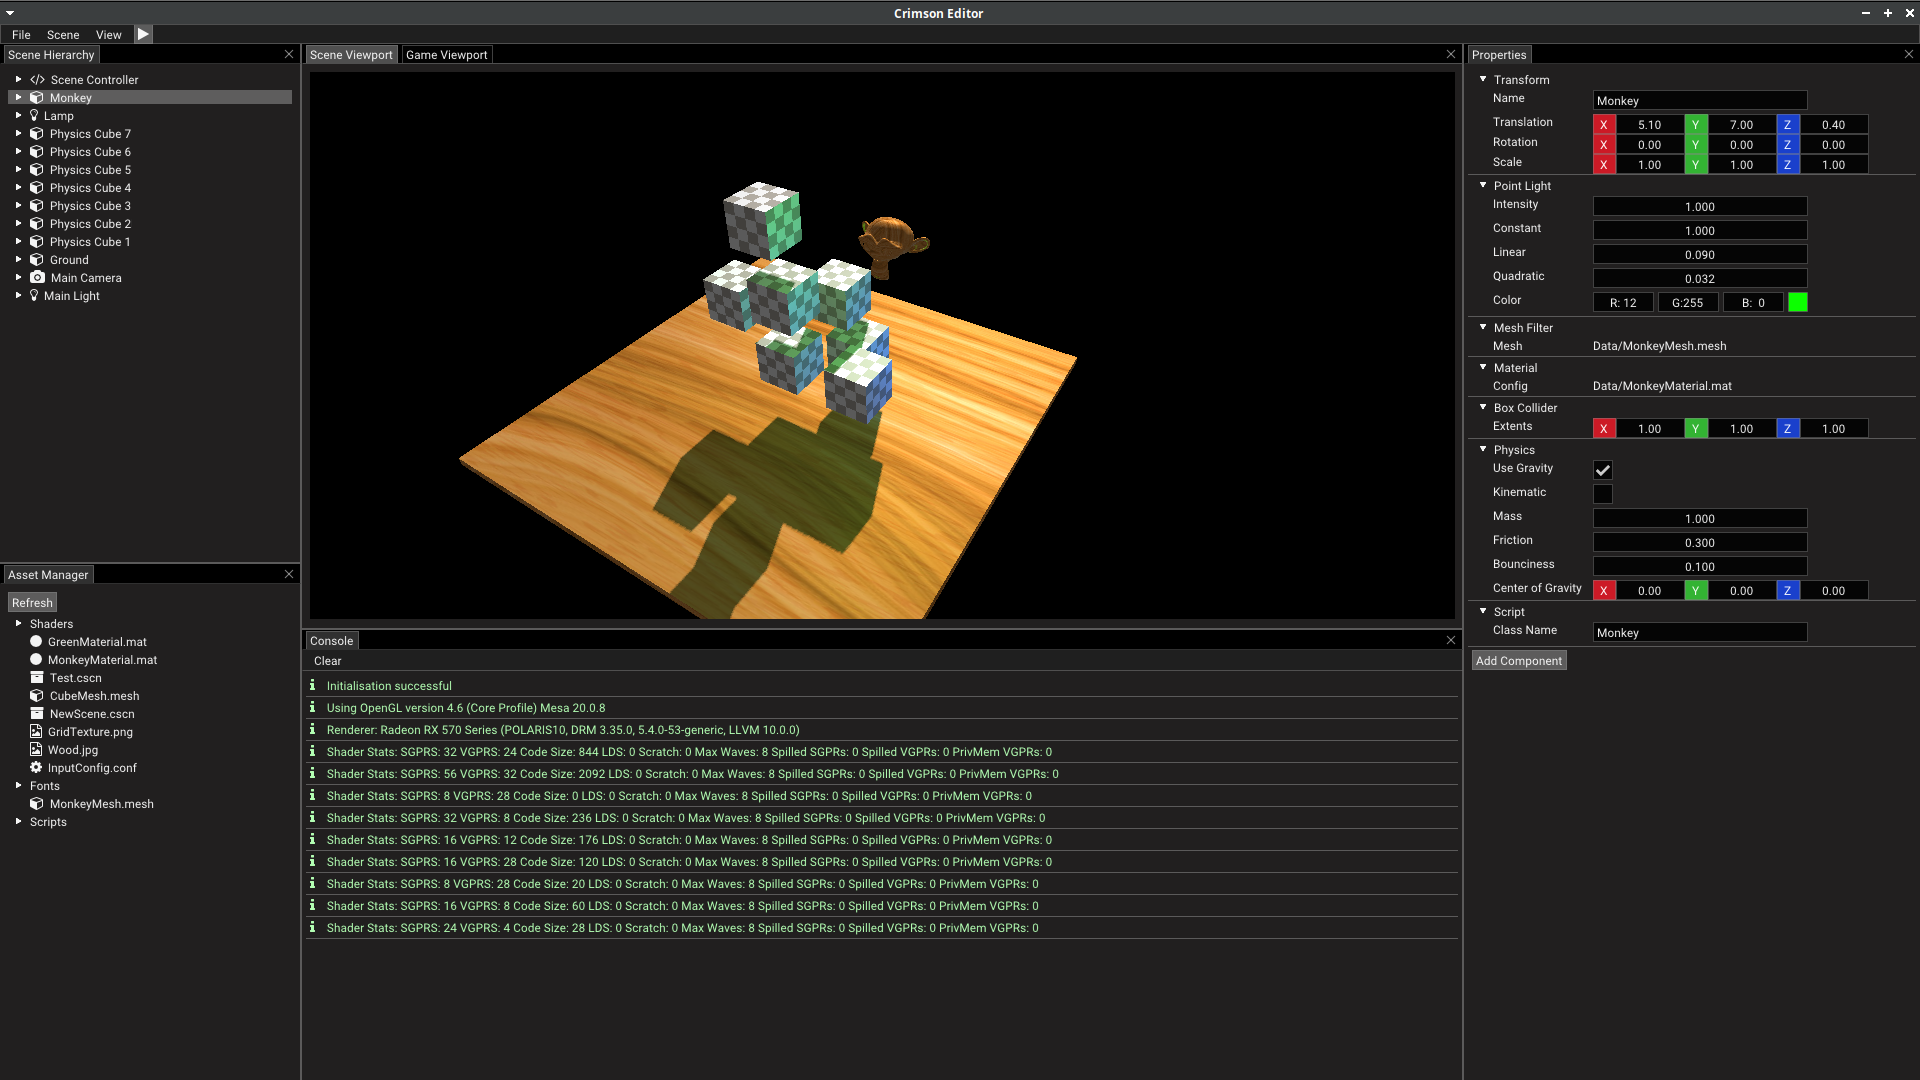 Crimson Editor
File Scene View
Scene Hierarchy
Scene Controller
Monkey
Lamp
Physics Cube 7
Physics Cube 6
Physics Cube 5
Physics Cube 4
Physics Cube 3
Physics Cube 2
Physics Cube 1
Ground
Main Camera
Main Light
Asset Manager
Refresh
Shaders
GreenMaterial.mat
MonkeyMaterial.mat
Test.cscn
CubeMesh.mesh
NewScene.cscn
GridTexture.png
Wood.jpg
InputConfig.conf
Fonts
MonkeyMesh.mesh
Scripts
Scene Viewport Game Viewport
Console
Clear
Initialisation successful
Using OpenGL version 4.6 (Core Profile) Mesa 20.0.8
Renderer: Radeon RX 570 Series (POLARIS10, DRM 3.35.0, 5.4.0-53-generic, LLVM 10.0.0)
Shader Stats: SGPRS: 32 VGPRS: 24 Code Size: 844 LDS: 0 Scratch: 0 Max Waves: 8 Spilled SGPRs: 0 Spilled VGPRs: 0 PrivMem VGPRs: 0
Shader Stats: SGPRS: 56 VGPRS: 32 Code Size: 2092 LDS: 0 Scratch: 0 Max Waves: 8 Spilled SGPRs: 0 Spilled VGPRs: 0 PrivMem VGPRs: 0
Shader Stats: SGPRS: 8 VGPRS: 28 Code Size: 0 LDS: 0 Scratch: 0 Max Waves: 8 Spilled SGPRs: 0 Spilled VGPRs: 0 PrivMem VGPRs: 0
Shader Stats: SGPRS: 32 VGPRS: 8 Code Size: 236 LDS: 0 Scratch: 0 Max Waves: 8 Spilled SGPRs: 0 Spilled VGPRs: 0 PrivMem VGPRs: 0
Shader Stats: SGPRS: 16 VGPRS: 12 Code Size: 176 LDS: 0 Scratch: 0 Max Waves: 8 Spilled SGPRs: 0 Spilled VGPRs: 0 PrivMem VGPRs: 0
Shader Stats: SGPRS: 16 VGPRS: 28 Code Size: 120 LDS: 0 Scratch: 0 Max Waves: 8 Spilled SGPRs: 0 Spilled VGPRs: 0 PrivMem VGPRs: 0
Shader Stats: SGPRS: 8 VGPRS: 28 Code Size: 20 LDS: 0 Scratch: 0 Max Waves: 8 Spilled SGPRs: 0 Spilled VGPRs: 0 PrivMem VGPRs: 0
Shader Stats: SGPRS: 16 VGPRS: 8 Code Size: 60 LDS: 0 Scratch: 0 Max Waves: 8 Spilled SGPRs: 0 Spilled VGPRs: 0 PrivMem VGPRs: 0
Shader Stats: SGPRS: 24 VGPRS: 4 Code Size: 28 LDS: 0 Scratch: 0 Max Waves: 8 Spilled SGPRs: 0 Spilled VGPRs: 0 PrivMem VGPRs: 0
Properties
Transform
Name Monkey
Translation X 5.10 Y 7.00 Z 0.40
Rotation X 0.00 Y 0.00 Z 0.00
Scale X 1.00 Y 1.00 Z 1.00
Point Light
Intensity 1.000
Constant 1.000
Linear 0.090
Quadratic 0.032
Color R: 12 G:255 B: 0
Mesh Filter
Mesh Data/MonkeyMesh.mesh
Material
Config Data/MonkeyMaterial.mat
Box Collider
Extents X 1.00 Y 1.00 Z 1.00
Physics
Use Gravity
Kinematic
Mass 1.000
Friction 0.300
Bounciness 0.100
Center of Gravity X 0.00 Y 0.00 Z 0.00
Script
Class Name Monkey
Add Component